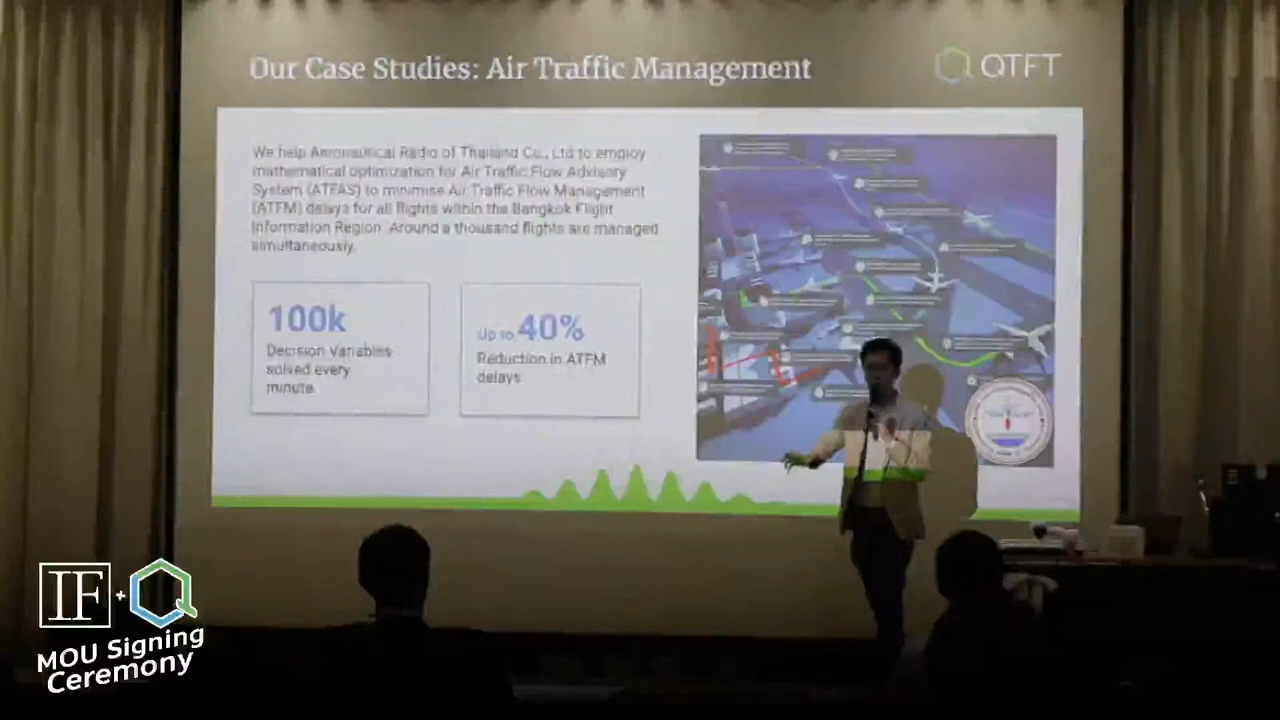 Our Case Studies: Air Traffic Management
QTFT
We help Aeronautical Radio of Thailand Co., Ltd to employ
mathematical optimization for Air Traffic Flow Advisory
System (ATFAS) to minimise Air Traffic Flow Management
(ATFM) delays for all flights within the Bangkok Flight
Information Region. Around a thousand flights are managed
simultaneously.
100k
Decision Variables
solved every
minute.
Up to 40%
Reduction in ATFM
delays
IF + Q
MOU Signing
Ceremony